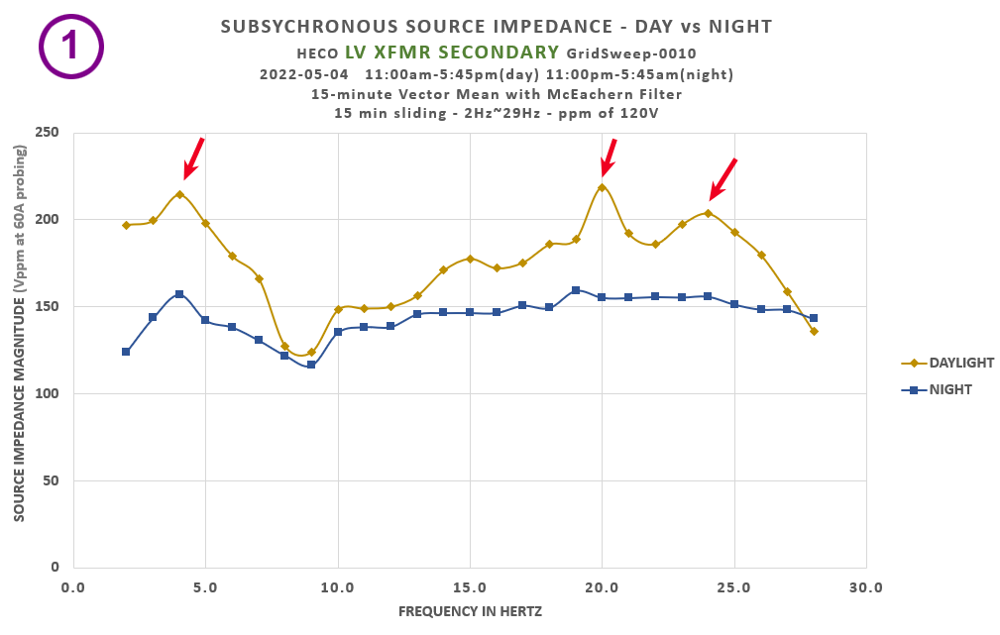 1
SUBSYCHRONOUS SOURCE IMPEDANCE - DAY vs NIGHT
HECO LV XFMR SECONDARY GridSweep-0010
2022-05-04 11:00am-5:45pm(day) 11:00pm-5:45am(night)
15-minute Vector Mean with McEachern Filter
15 min sliding - 2Hz~29Hz - ppm of 120V
SOURCE IMPEDANCE MAGNITUDE (Vppm at 60A probing)
250
200
150
100
50
0
0.0 5.0 10.0 15.0 20.0 25.0 30.0
FREQUENCY IN HERTZ
DAYLIGHT
NIGHT